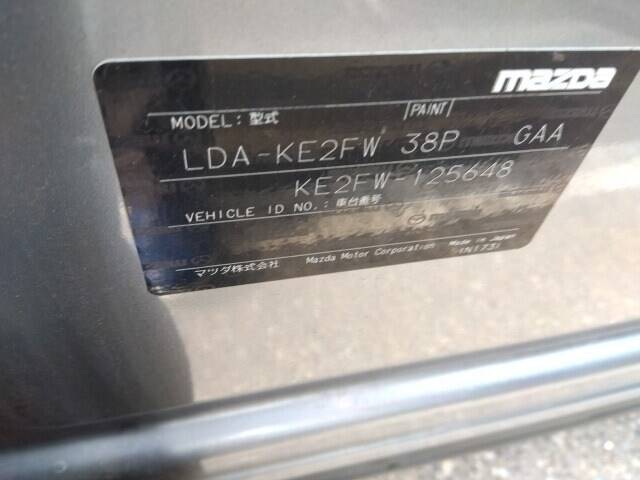 mazda
MODEL: 型式 /PAINT/
LDA-KE2FW 38P GAA
KE2FW-125648
VEHICLE ID NO.: 車台番号
マツダ株式会社 Mazda Motor Corporation Made in Japan